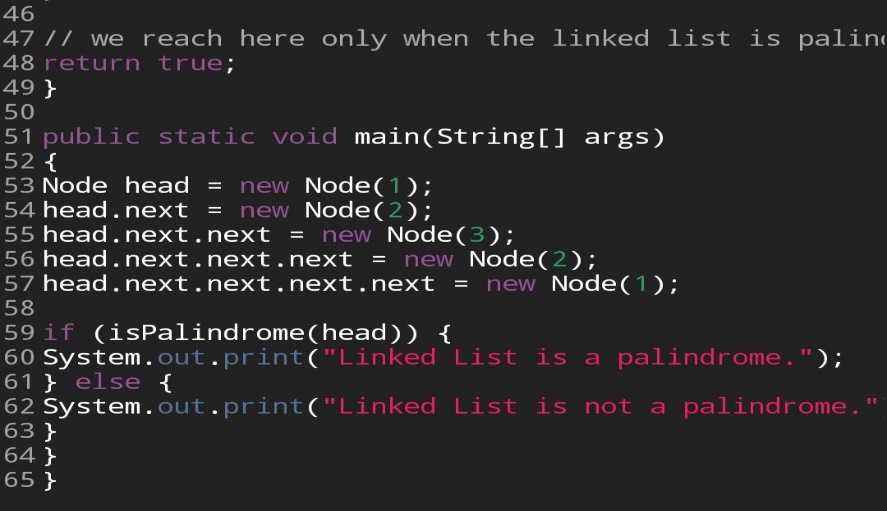 46
47 // we reach here only when the linked list is
48 return true;
49 }
50
51 public static void main(String[] args)
52 {
53 Node head = new Node(1);
54 head.next = new Node(2);
55 head.next.next = new Node(3);
56 head.next.next.next = new Node(2);
57 head.next.next.next.next = new Node(1);
58
59 if (isPalindrome(head)) {
60 System.out.print("Linked List is a palindrome.");
61 } else {
62 System.out.print("Linked List is not a palindrome."
63 }
64 }
65 }